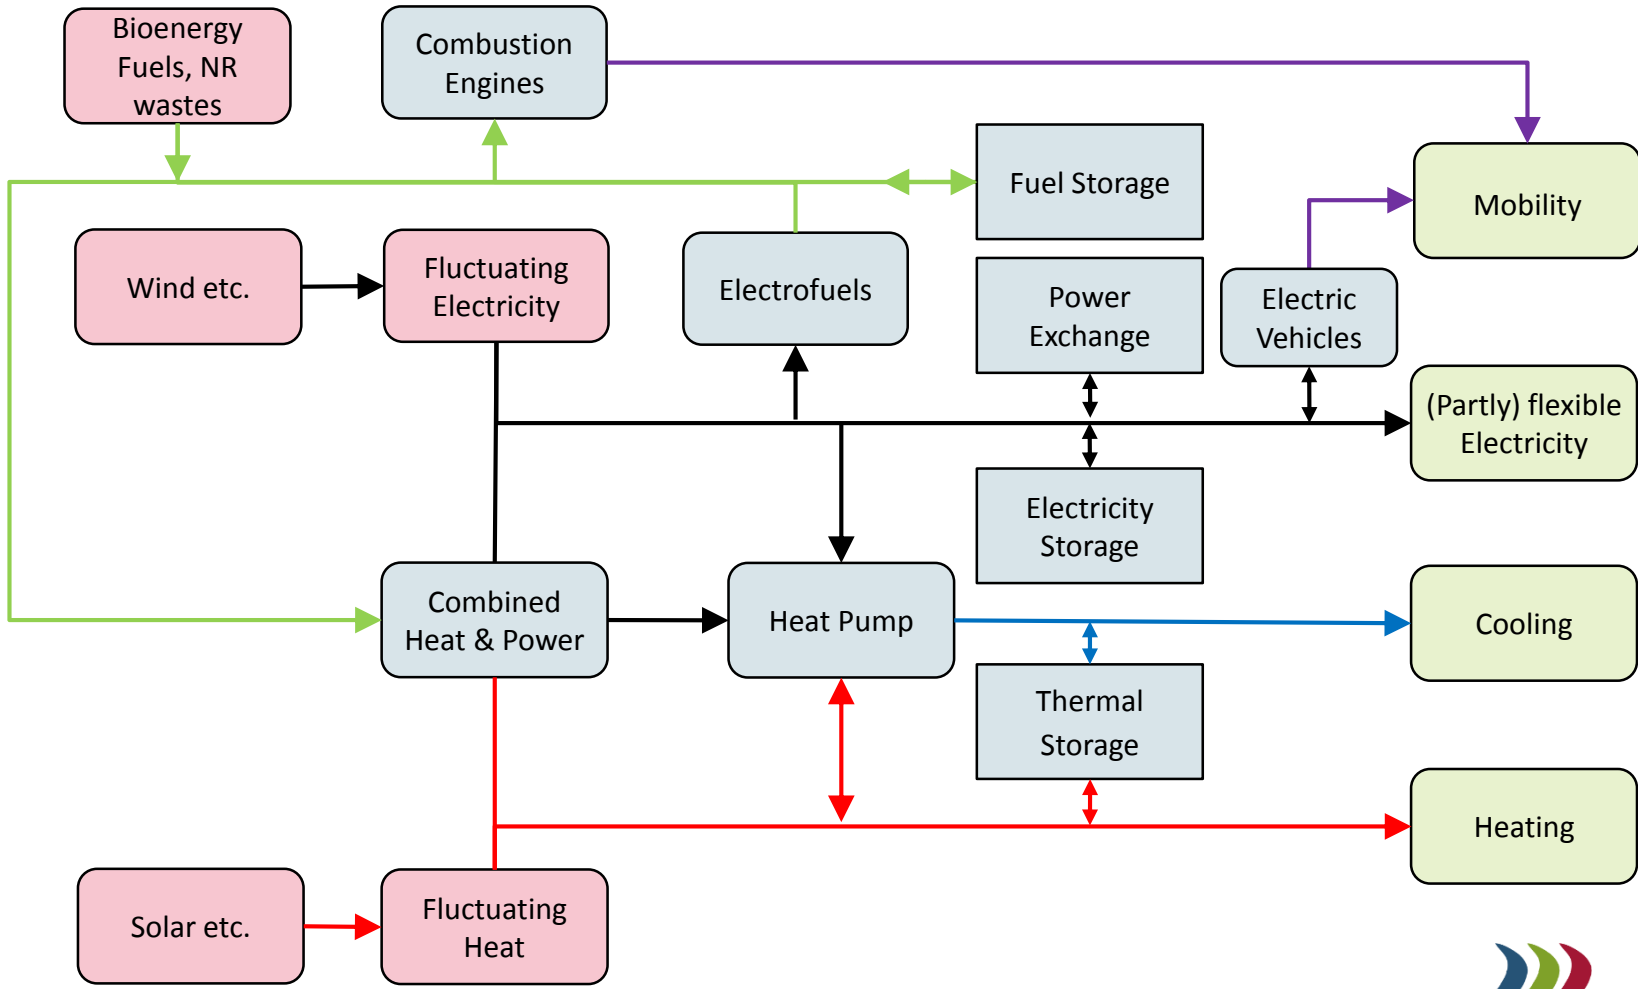 Bioenergy
Fuels, NR
wastes
Combustion
Engines
Fuel Storage
Mobility
Wind etc.
Fluctuating
Electricity
Electrofuels
Power
Exchange
Electric
Vehicles
(Partly) flexible
Electricity
Electricity
Storage
Combined
Heat & Power
Heat Pump
Cooling
Thermal
Storage
Heating
Solar etc.
Fluctuating
Heat